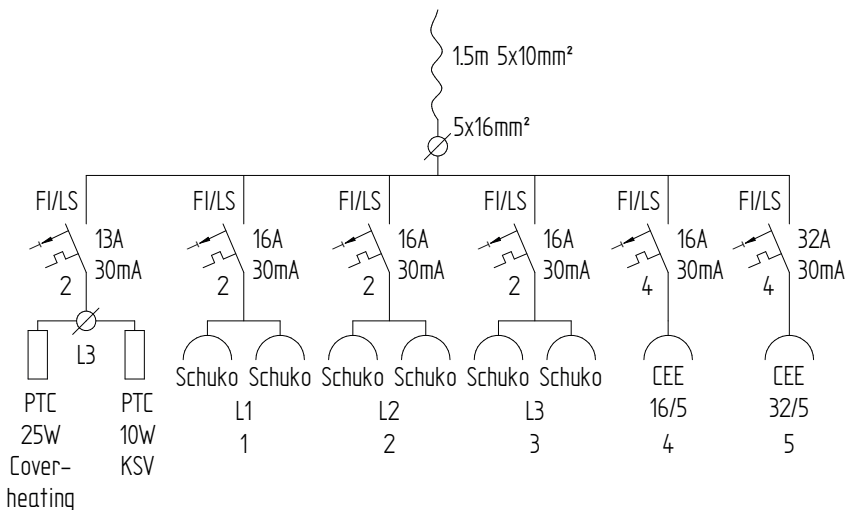 1.5m 5x10mm²
5x16mm²
FI/LS
13A
30mA
2
FI/LS
16A
30mA
2
FI/LS
16A
30mA
2
FI/LS
16A
30mA
2
FI/LS
16A
30mA
4
FI/LS
32A
30mA
4
L3
PTC
25W
Cover-
heating
PTC
10W
KSV
Schuko Schuko
L1
1
Schuko Schuko
L2
2
Schuko Schuko
L3
3
CEE
16/5
4
CEE
32/5
5